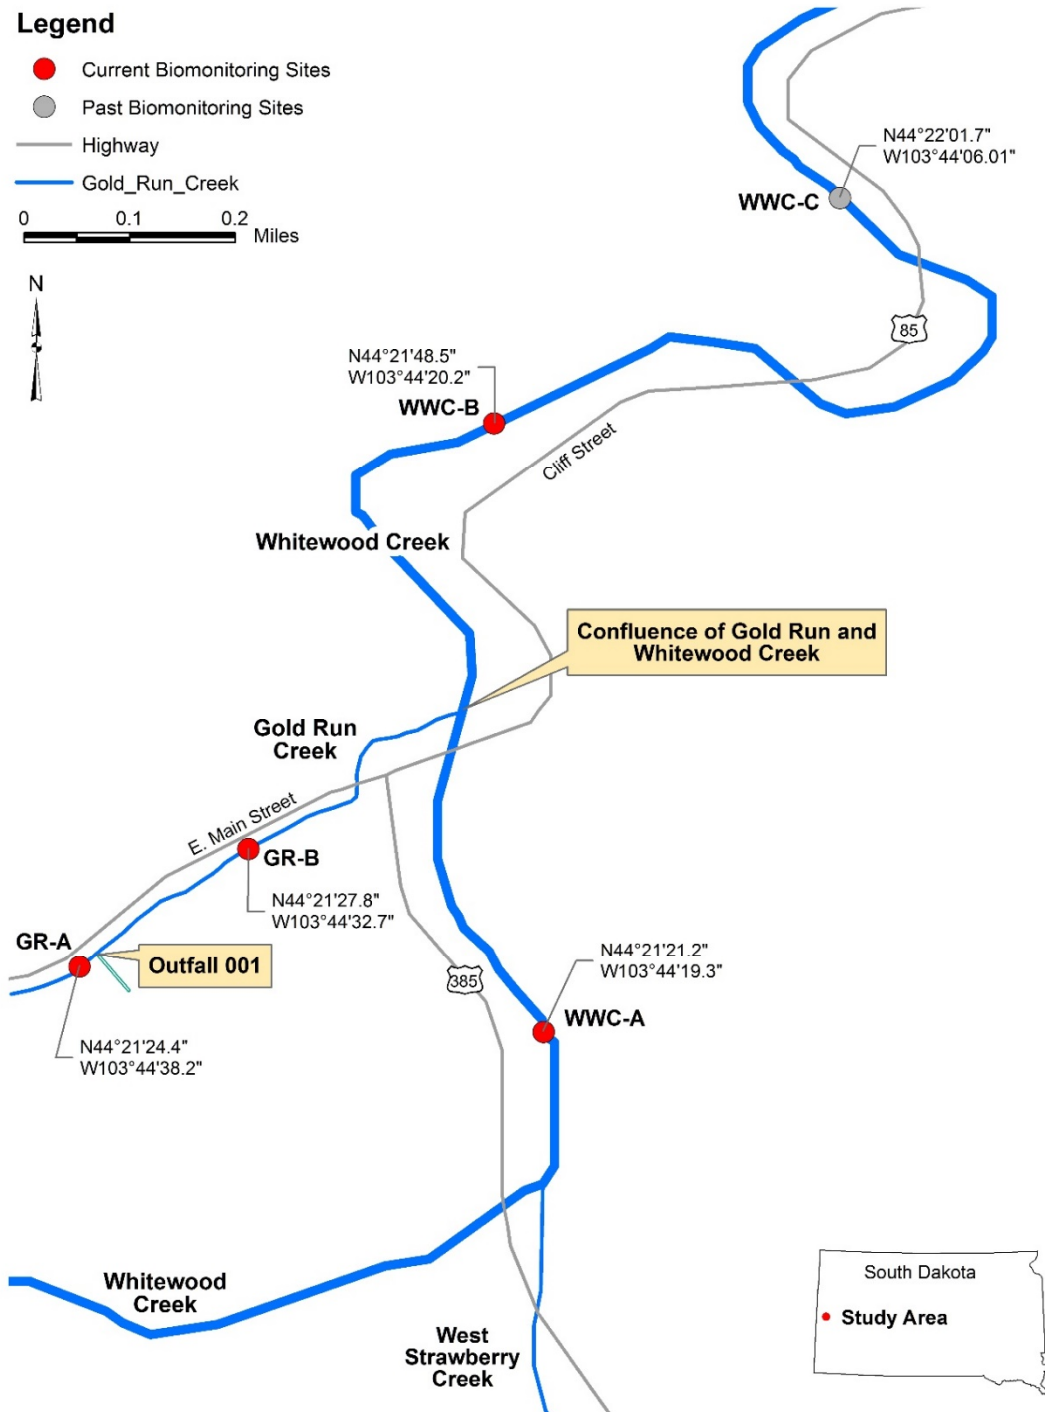 Legend
Current Biomonitoring Sites
Past Biomonitoring Sites
Highway
Gold_Run_Creek
0 0.1 0.2
Miles
N
N44°22'01.7"
W103°44'06.01"
WWC-C
85
N44°21'48.5"
W103°44'20.2"
WWC-B
Cliff Street
Whitewood Creek
Confluence of Gold Run and
Whitewood Creek
Gold Run
Creek
E. Main Street
GR-B
N44°21'27.8"
W103°44'32.7"
GR-A
Outfall 001
N44°21'24.4"
W103°44'38.2"
385
N44°21'21.2"
W103°44'19.3"
WWC-A
Whitewood
Creek
West
Strawberry
Creek
South Dakota
Study Area